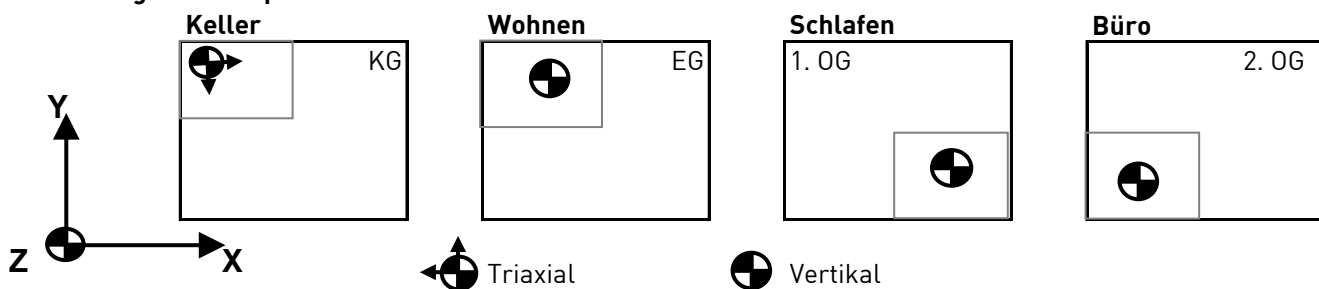 Keller Wohnen Schlafen Büro
KG EG 1. OG 2. OG
Y
Z X
Triaxial Vertikal